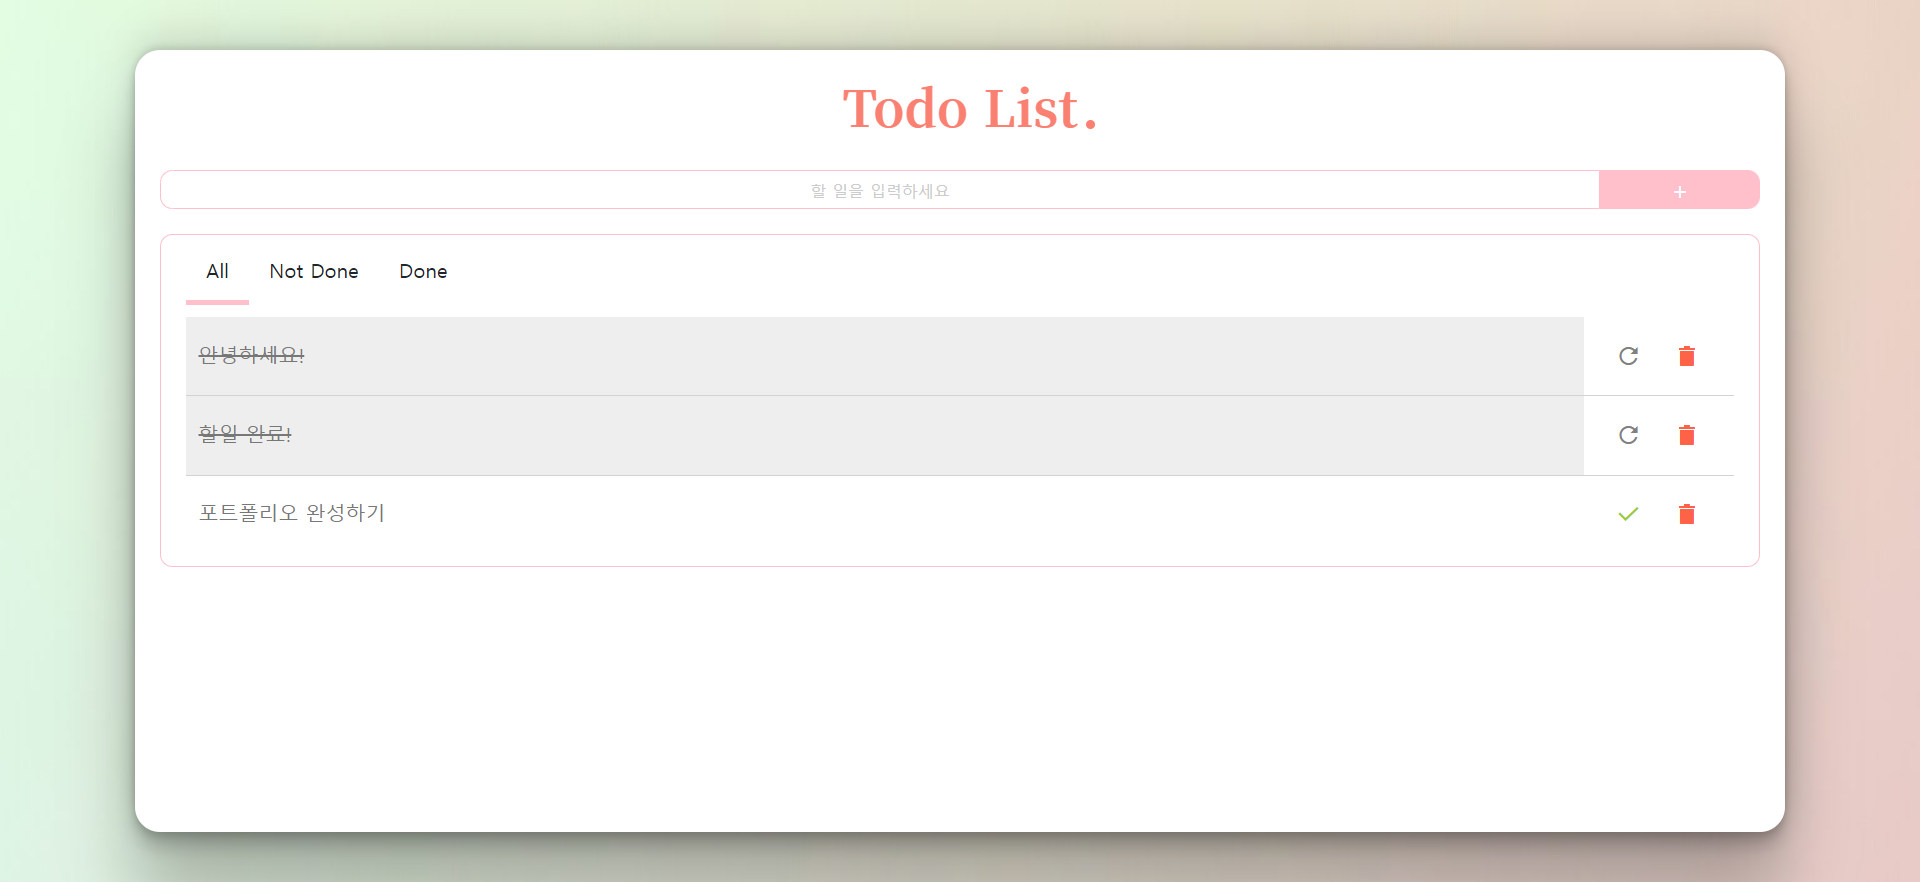 Todo List.
할 일을 입력하세요
+
All Not Done Done
안녕하세요!
할일 완료!
포트폴리오 완성하기